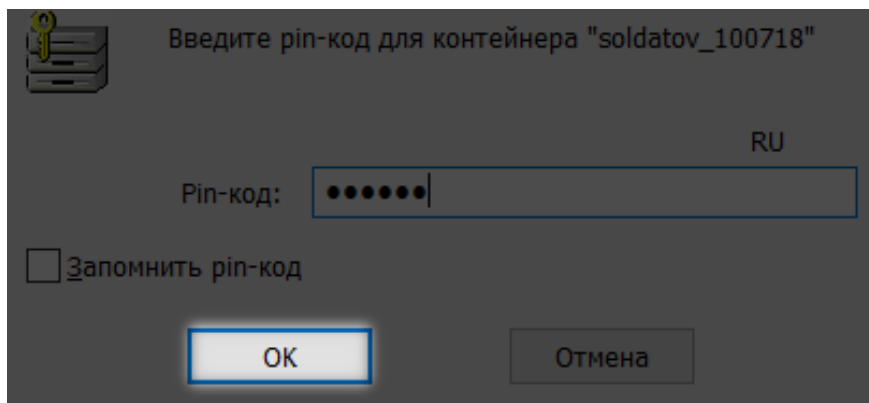 Введите pin-код для контейнера "soldatov_100718"
RU
Pin-код: ●●●●●●
Запомнить pin-код
OK Отмена